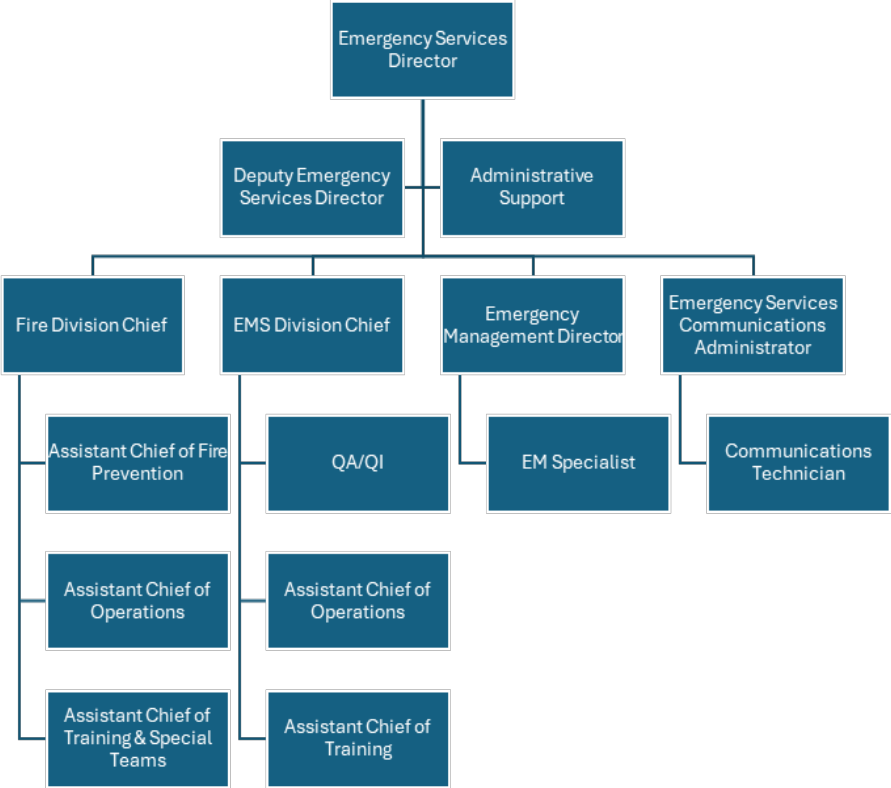 Emergency Services
Director
Deputy Emergency
Services Director
Administrative
Support
Fire Division Chief
EMS Division Chief
Emergency
Management Director
Emergency Services
Communications
Administrator
Assistant Chief of Fire
Prevention
QA/QI
EM Specialist
Communications
Technician
Assistant Chief of
Operations
Assistant Chief of
Operations
Assistant Chief of
Training & Special
Teams
Assistant Chief of
Training